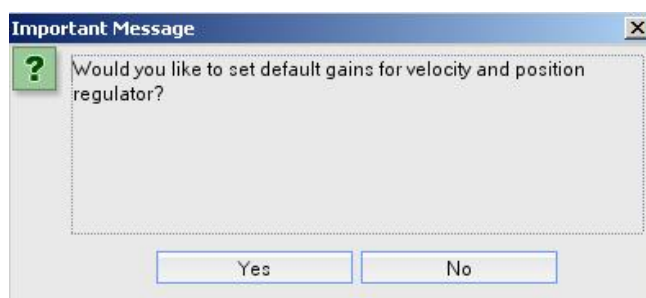 Important Message
Would you like to set default gains for velocity and position
regulator?
Yes
No